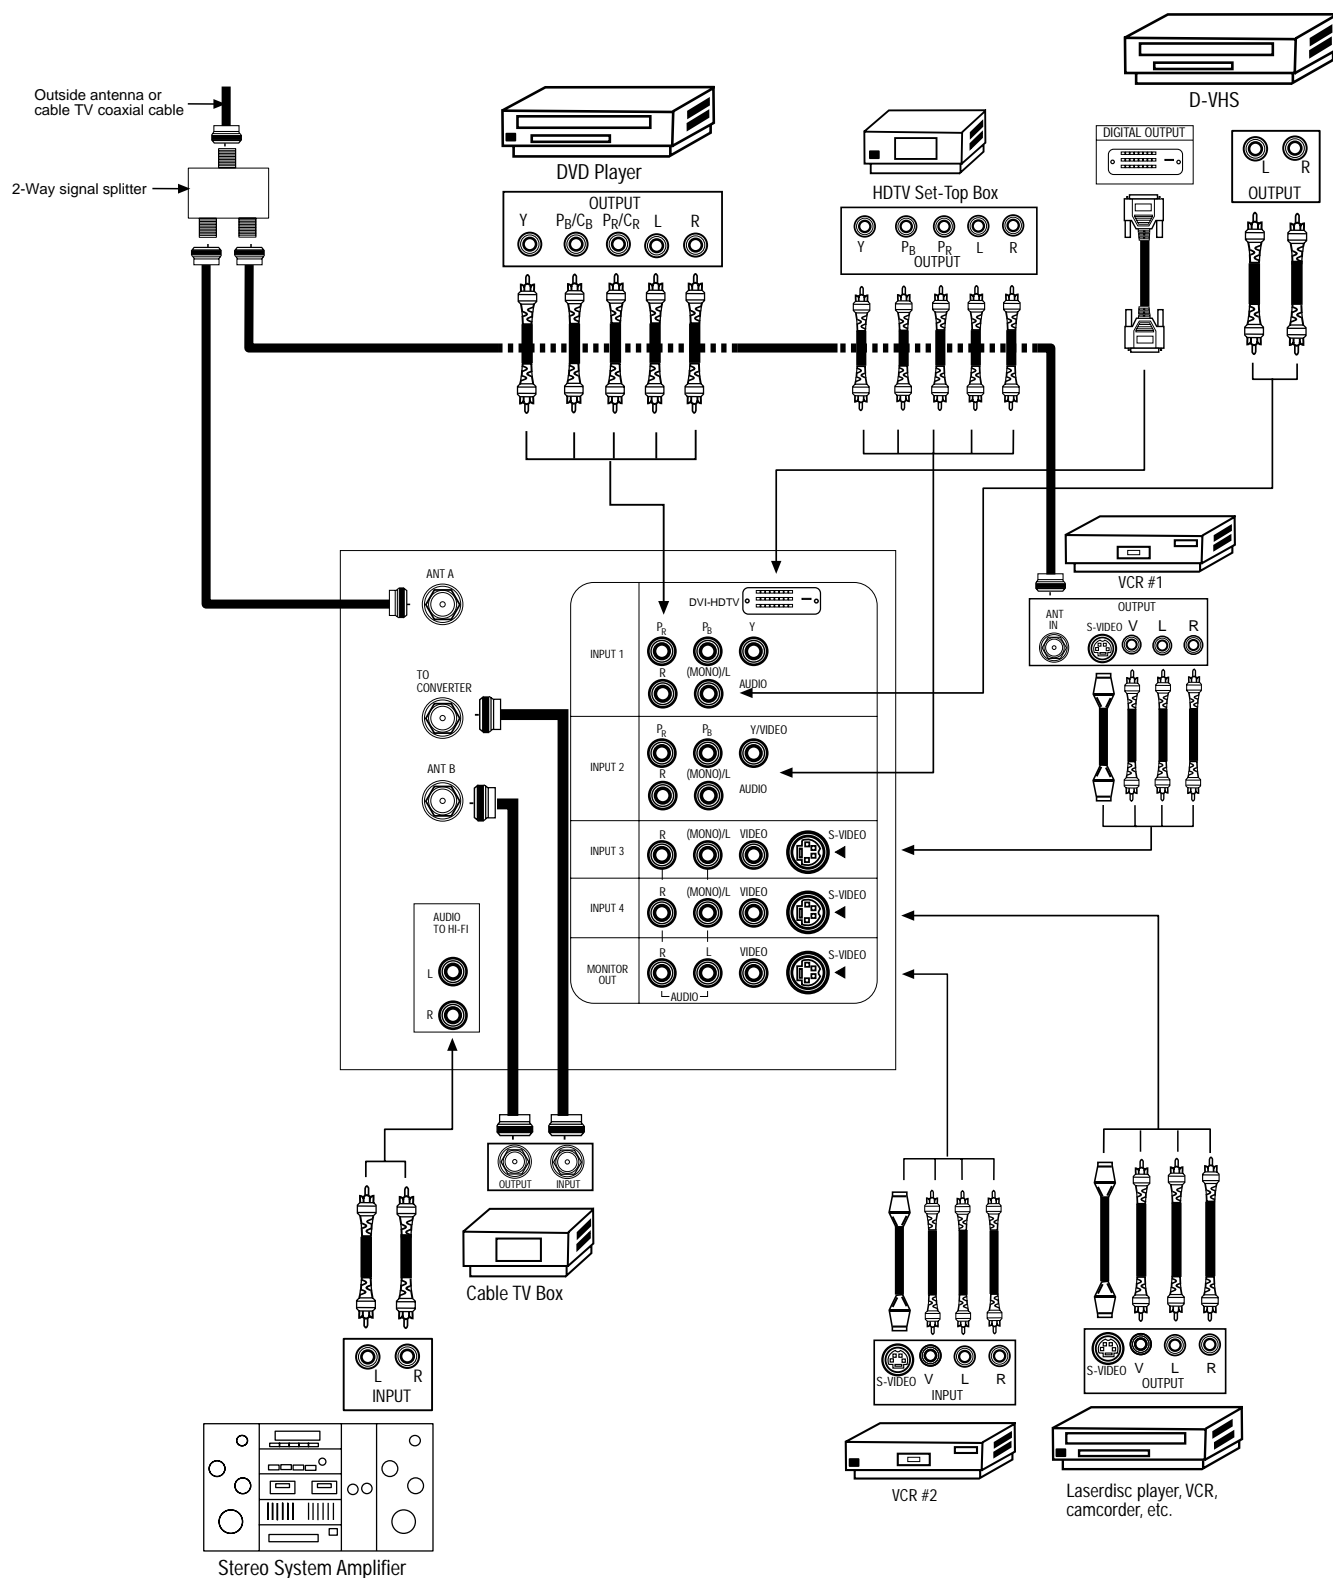 D-VHS
Outside antenna or
cable TV coaxial cable
2-Way signal splitter
DVD Player
OUTPUT
Y PB/CB PR/CR L R
HDTV Set-Top Box
Y PB PR L R
OUTPUT
DIGITAL OUTPUT
L R
OUTPUT
VCR #1
OUTPUT
ANT
IN
S-VIDEO V L R
ANT A
TO
CONVERTER
ANT B
AUDIO
TO HI-FI
L
R
DVI-HDTV
INPUT 1
PR PB Y
R (MONO)/L AUDIO
INPUT 2
PR PB Y/VIDEO
R (MONO)/L AUDIO
INPUT 3
R (MONO)/L VIDEO S-VIDEO
INPUT 4
R (MONO)/L VIDEO S-VIDEO
MONITOR
OUT
R L VIDEO S-VIDEO
AUDIO
OUTPUT INPUT
Cable TV Box
L R
INPUT
Stereo System Amplifier
S-VIDEO V L R
INPUT
VCR #2
S-VIDEO V L R
OUTPUT
Laserdisc player, VCR,
camcorder, etc.